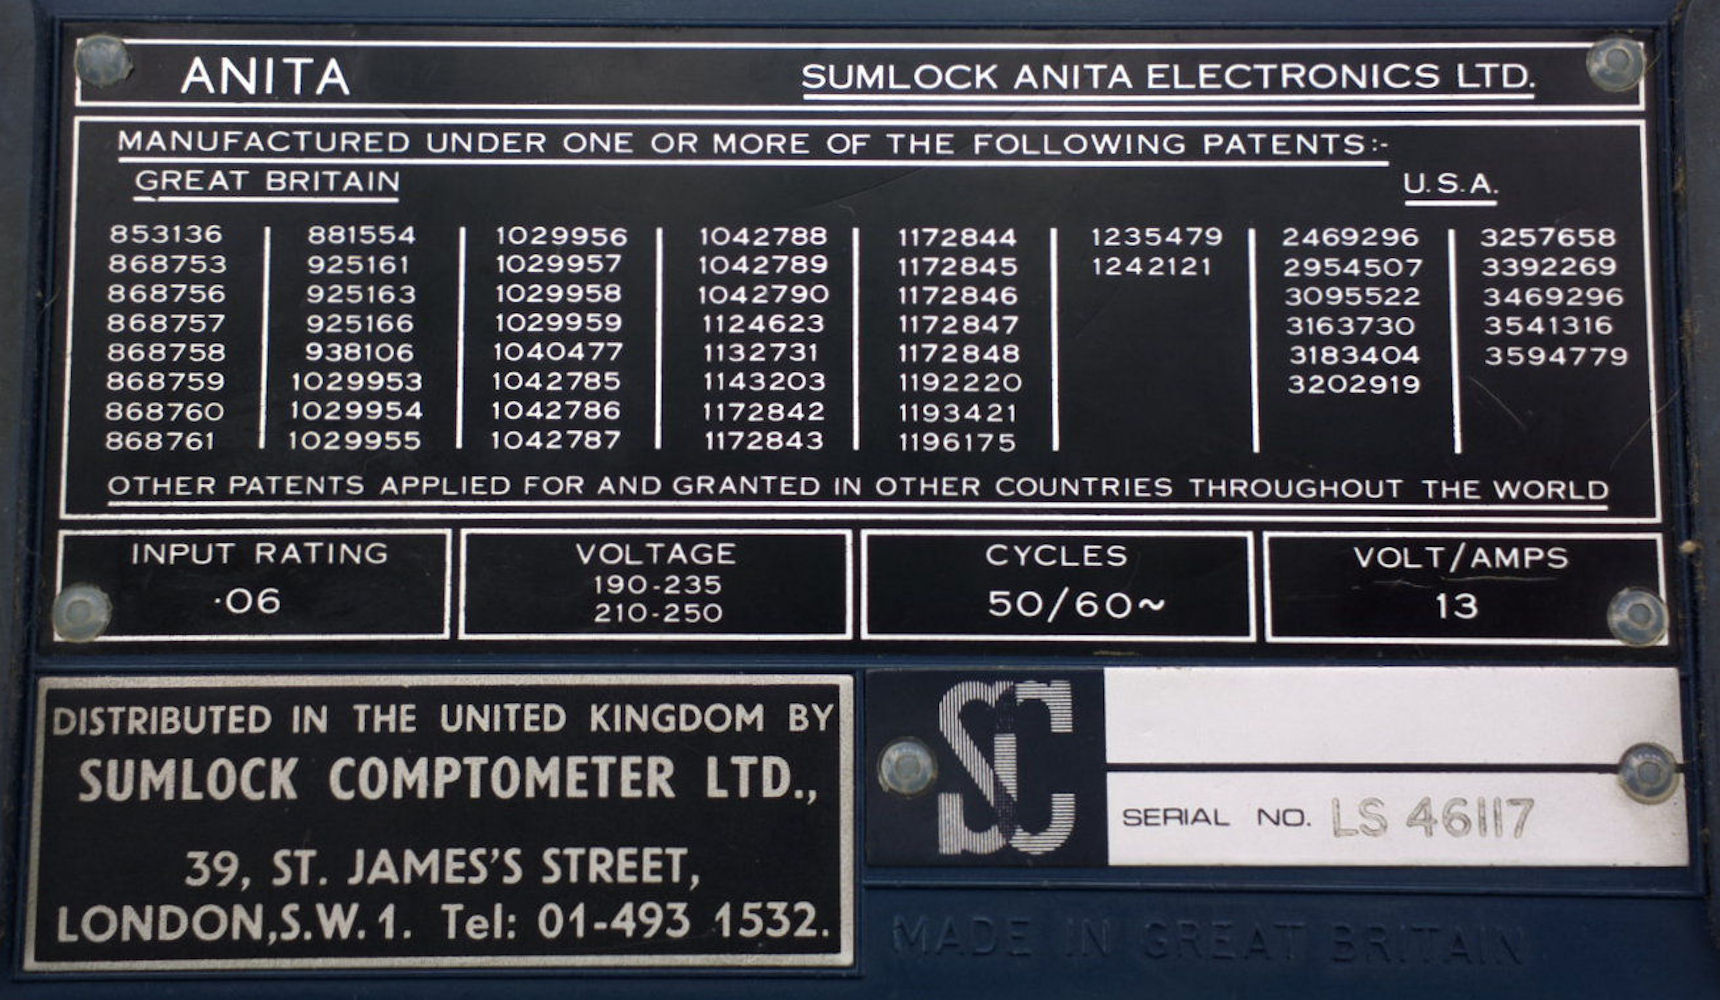 ANITA SUMLOCK ANITA ELECTRONICS LTD.
MANUFACTURED UNDER ONE OR MORE OF THE FOLLOWING PATENTS:-
GREAT BRITAIN U.S.A.
853136 881554 1029956 1042788 1172844 1235479 2469296 3257658
868753 925161 1029957 1042789 1172845 1242121 2954507 3392269
868756 925163 1029958 1042790 1172846 3095522 3469296
868757 925166 1029959 1124623 1172847 3163730 3541316
868758 938106 1040477 1132731 1172848 3183404 3594779
868759 1029953 1042785 1143203 1192220 3202919
868760 1029954 1042786 1172842 1193421
868761 1029955 1042787 1172843 1196175
OTHER PATENTS APPLIED FOR AND GRANTED IN OTHER COUNTRIES THROUGHOUT THE WORLD
INPUT RATING
·06
VOLTAGE
190-235
210-250
CYCLES
50/60~
VOLT/AMPS
13
DISTRIBUTED IN THE UNITED KINGDOM BY
SUMLOCK COMPTOMETER LTD.,
39, ST. JAMES'S STREET,
LONDON,S.W.1. Tel: 01-493 1532.
SC
SERIAL NO. LS 46117
MADE IN GREAT BRITAIN